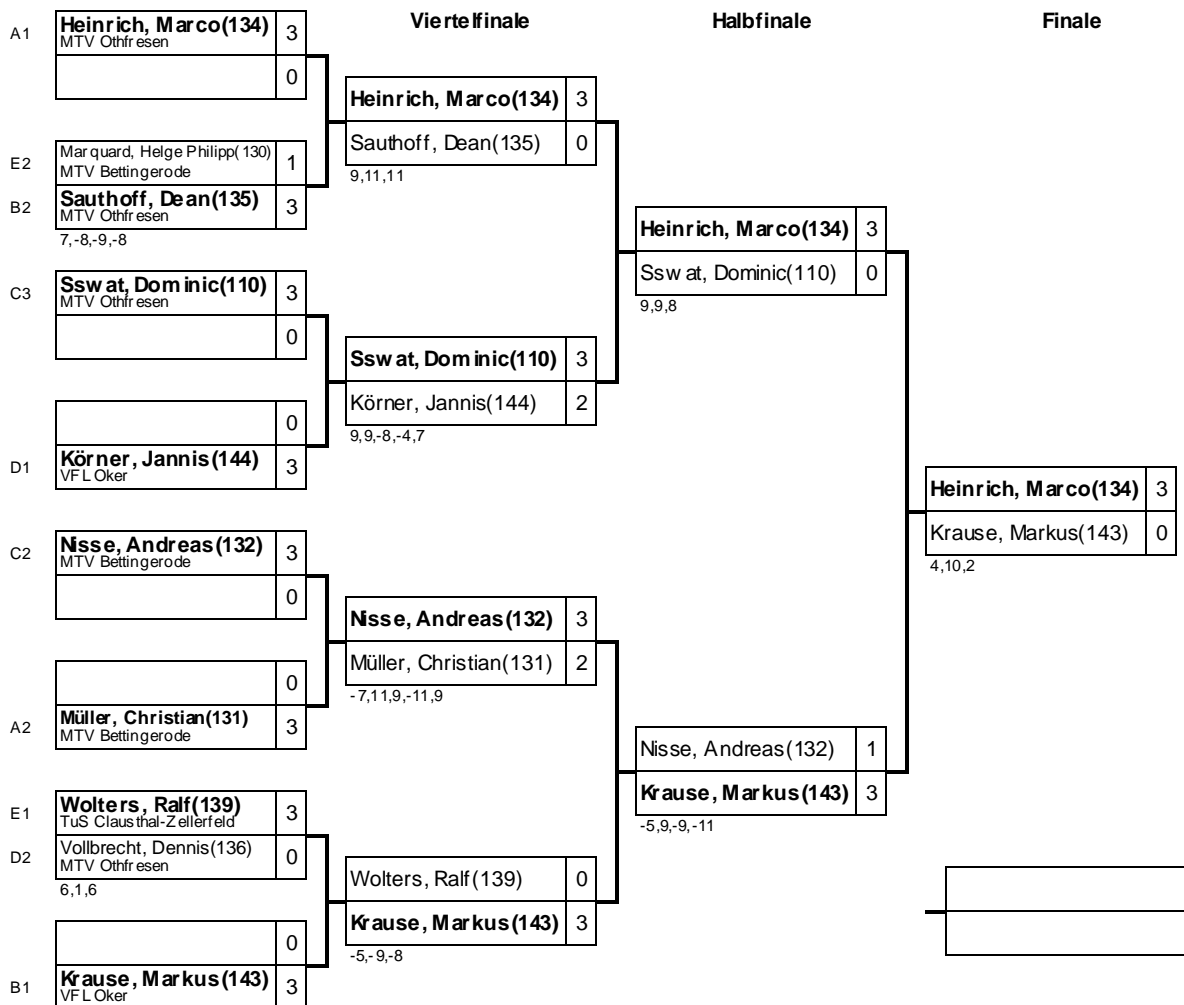 Viertelfinale
Halbfinale
Finale
A1
Heinrich, Marco(134) 3
MTV Othfresen
0
E2
Marquard, Helge Philipp(130) 1
MTV Bettingerode
B2
Sauthoff, Dean(135) 3
MTV Othfresen
7,-8,-9,-8
C3
Sswat, Dominic(110) 3
MTV Othfresen
0
0
D1
Körner, Jannis(144) 3
VFL Oker
C2
Nisse, Andreas(132) 3
MTV Bettingerode
0
0
A2
Müller, Christian(131) 3
MTV Bettingerode
E1
Wolters, Ralf(139) 3
TuS Clausthal-Zellerfeld
D2
Vollbrecht, Dennis(136) 0
MTV Othfresen
6,1,6
0
B1
Krause, Markus(143) 3
VFL Oker
Heinrich, Marco(134) 3
Sauthoff, Dean(135) 0
9,11,11
Sswat, Dominic(110) 3
Körner, Jannis(144) 2
9,9,-8,-4,7
Nisse, Andreas(132) 3
Müller, Christian(131) 2
-7,11,9,-11,9
Wolters, Ralf(139) 0
Krause, Markus(143) 3
-5,-9,-8
Heinrich, Marco(134) 3
Sswat, Dominic(110) 0
9,9,8
Nisse, Andreas(132) 1
Krause, Markus(143) 3
-5,9,-9,-11
Heinrich, Marco(134) 3
Krause, Markus(143) 0
4,10,2